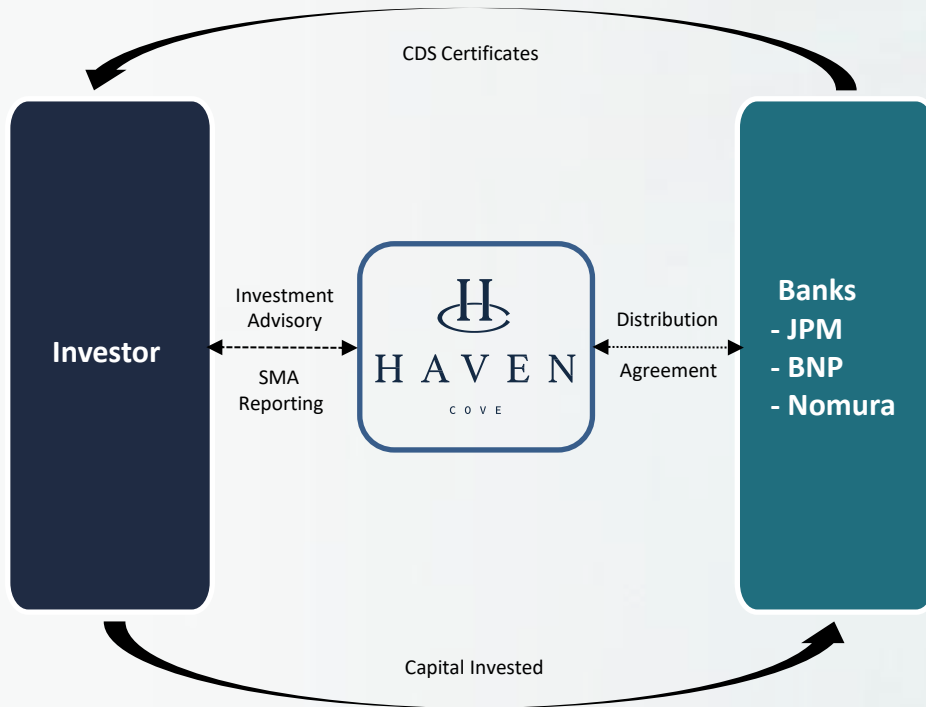 CDS Certificates
Investor
Investment
Advisory
SMA
Reporting
H
HAVEN
COVE
Distribution
Agreement
Banks
- JPM
- BNP
- Nomura
Capital Invested